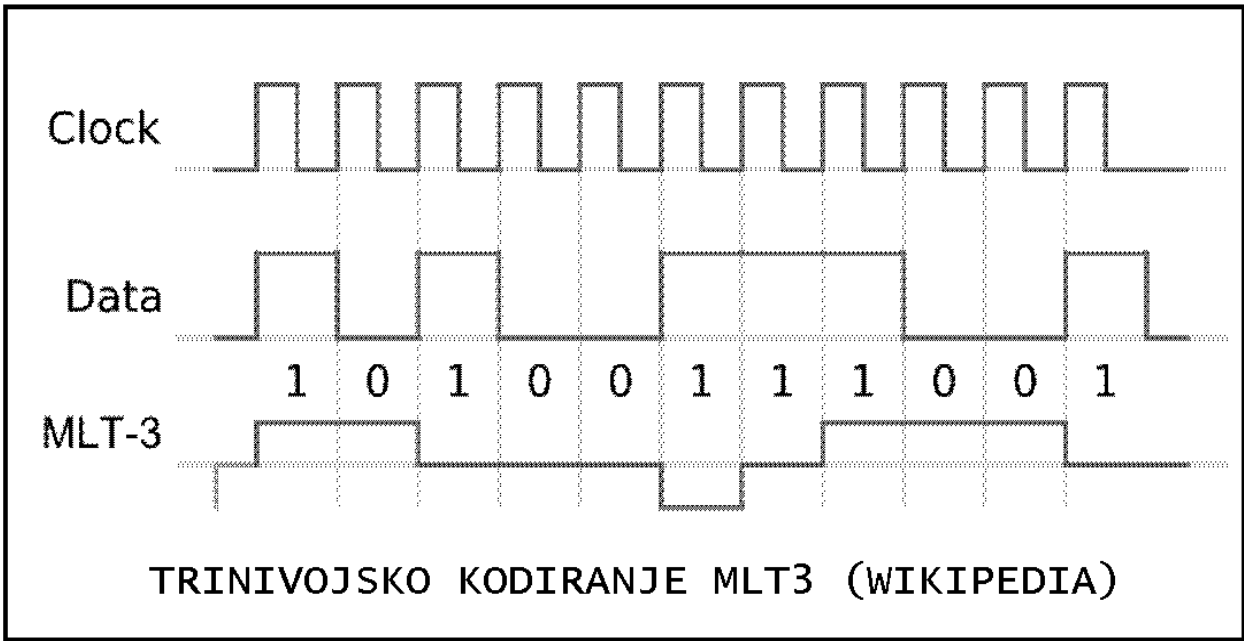 Clock
Data
1 0 1 0 0 1 1 1 0 0 1
MLT-3
TRINIVOJSKO KODIRANJE MLT3 (WIKIPEDIA)